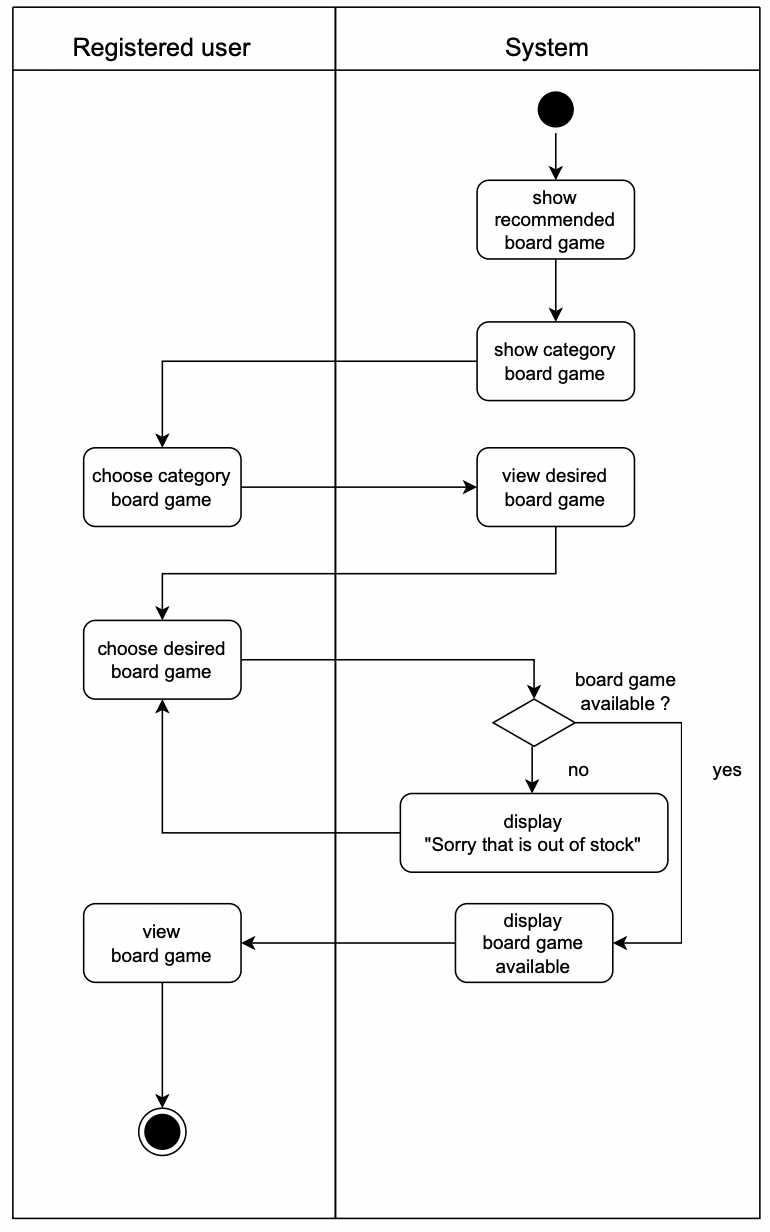 Registered user
System
show
recommended
board game
show category
board game
choose category
board game
view desired
board game
choose desired
board game
board game
available ?
no
yes
display
"Sorry that is out of stock"
view
board game
display
board game
available